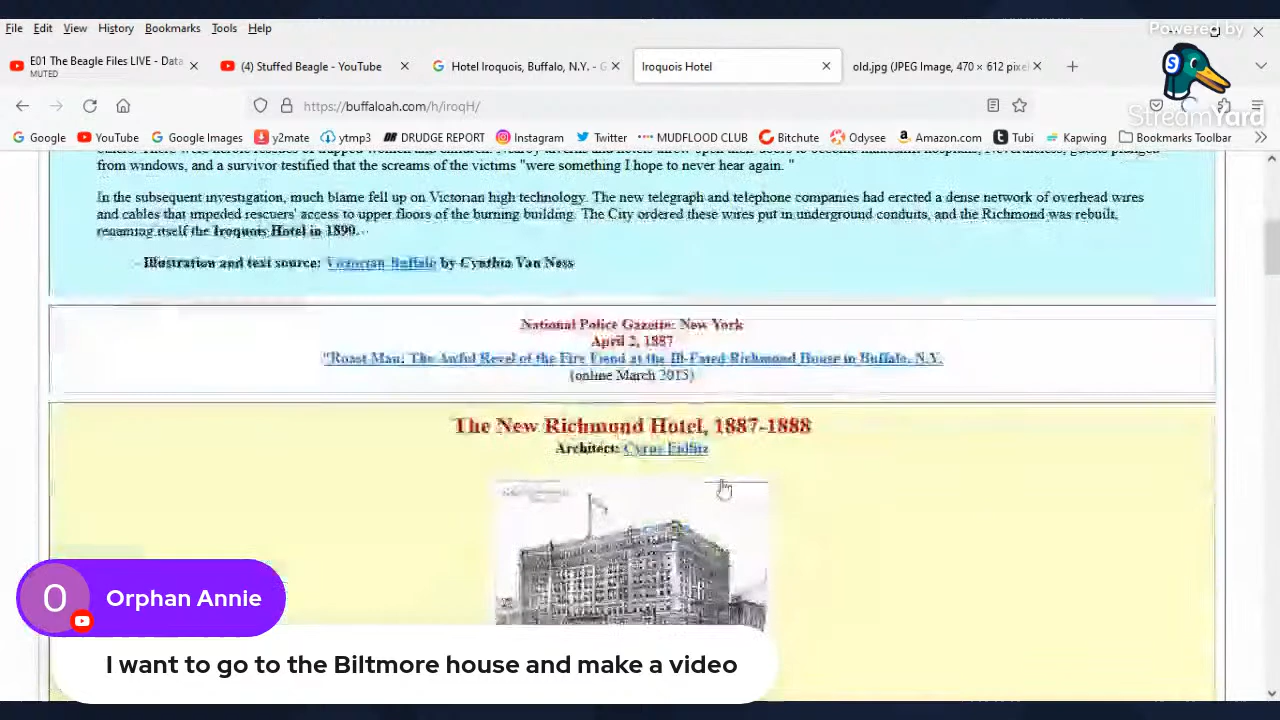 File Edit View History Bookmarks Tools Help
Powered by
E01 The Beagle Files LIVE - Data
MUTED
(4) Stuffed Beagle - YouTube
Hotel Iroquois, Buffalo, N.Y. - G
Iroquois Hotel
old.jpg (JPEG Image, 470 × 612 pixel
https://buffaloah.com/h/iroqH/
StreamYard
Google YouTube Google Images y2mate ytmp3 DRUDGE REPORT Instagram Twitter MUDFLOOD CLUB Bitchute Odysee Amazon.com Tubi Kapwing Bookmarks Toolbar
from windows, and a survivor testified that the screams of the victims "were something I hope to never hear again. "
In the subsequent investigation, much blame fell up on Victorian high technology. The new telegraph and telephone companies had erected a dense network of overhead wires
and cables that impeded rescuers' access to upper floors of the burning building. The City ordered these wires put in underground conduits, and the Richmond was rebuilt,
renaming itself the Iroquois Hotel in 1890.
- Illustration and text source: Victorian Buffalo by Cynthia Van Ness
National Police Gazette: New York
April 2, 1887
"Roast Man: The Awful Revel of the Fire Fiend at the Ill-Fated Richmond House in Buffalo, N.Y.
(online March 2015)
The New Richmond Hotel, 1887-1888
Architect: Cyrus Eidlitz
O
Orphan Annie
I want to go to the Biltmore house and make a video